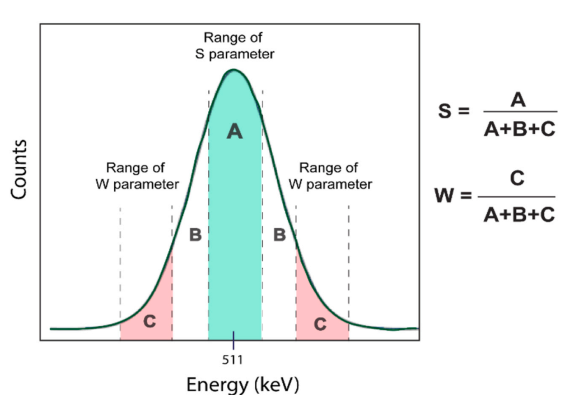 Range of
S parameter
A
Range of
W parameter
Range of
W parameter
B
B
C
C
Counts
511
Energy (keV)
S = A
A+B+C
W = C
A+B+C